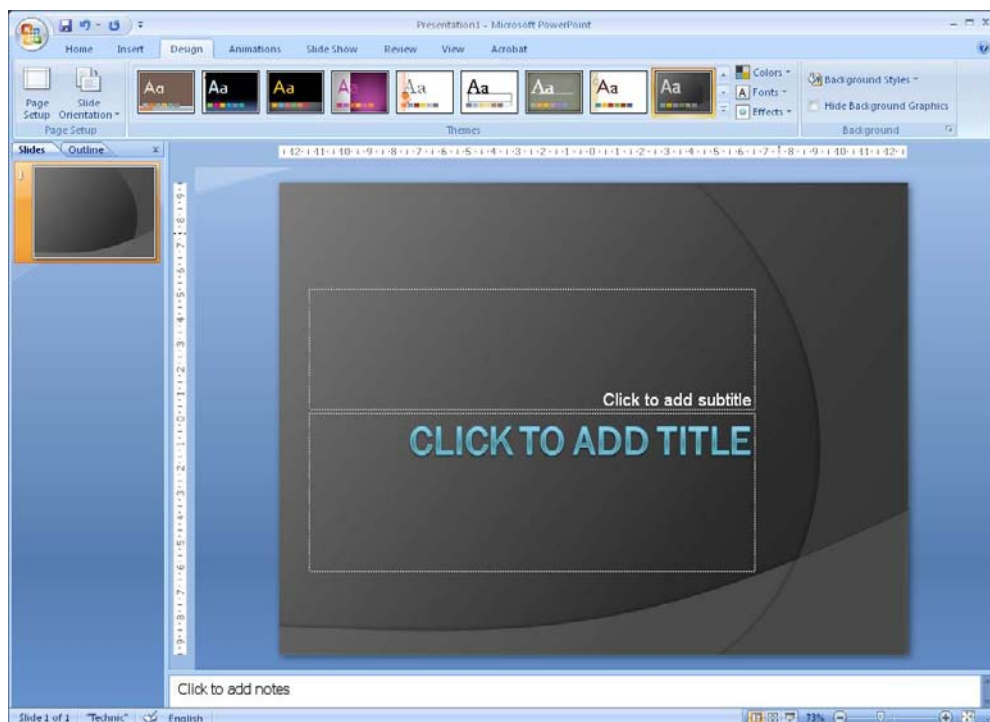 Presentation1 - Microsoft PowerPoint
Home Insert Design Animations Slide Show Review View Acrobat
Page Setup
Slide Orientation
Aa Aa Aa Aa Aa Aa Aa Aa Aa
Colors
Fonts
Effects
Background Styles
Hide Background Graphics
Page Setup Themes Background
Slides Outline x
1
Click to add subtitle
CLICK TO ADD TITLE
Click to add notes
Slide 1 of 1 "Technic" English 73%